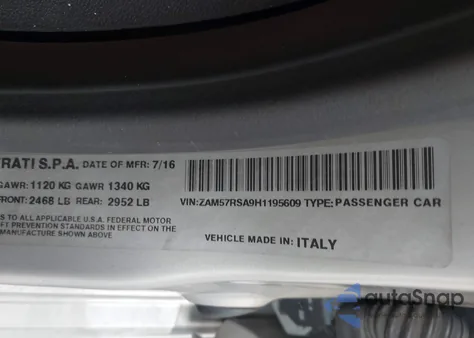 RATI S.P.A. DATE OF MFR: 7/16
GAWR: 1120 KG GAWR 1340 KG
FRONT: 2468 LB REAR: 2952 LB
S TO ALL APPLICABLE U.S.A. FEDERAL MOTOR
FT PREVENTION STANDARDS IN EFFECT ON THE
MANUFACTURE SHOWN ABOVE
VIN: ZAM57RSA9H1195609 TYPE: PASSENGER CAR
VEHICLE MADE IN: ITALY
autoSnap